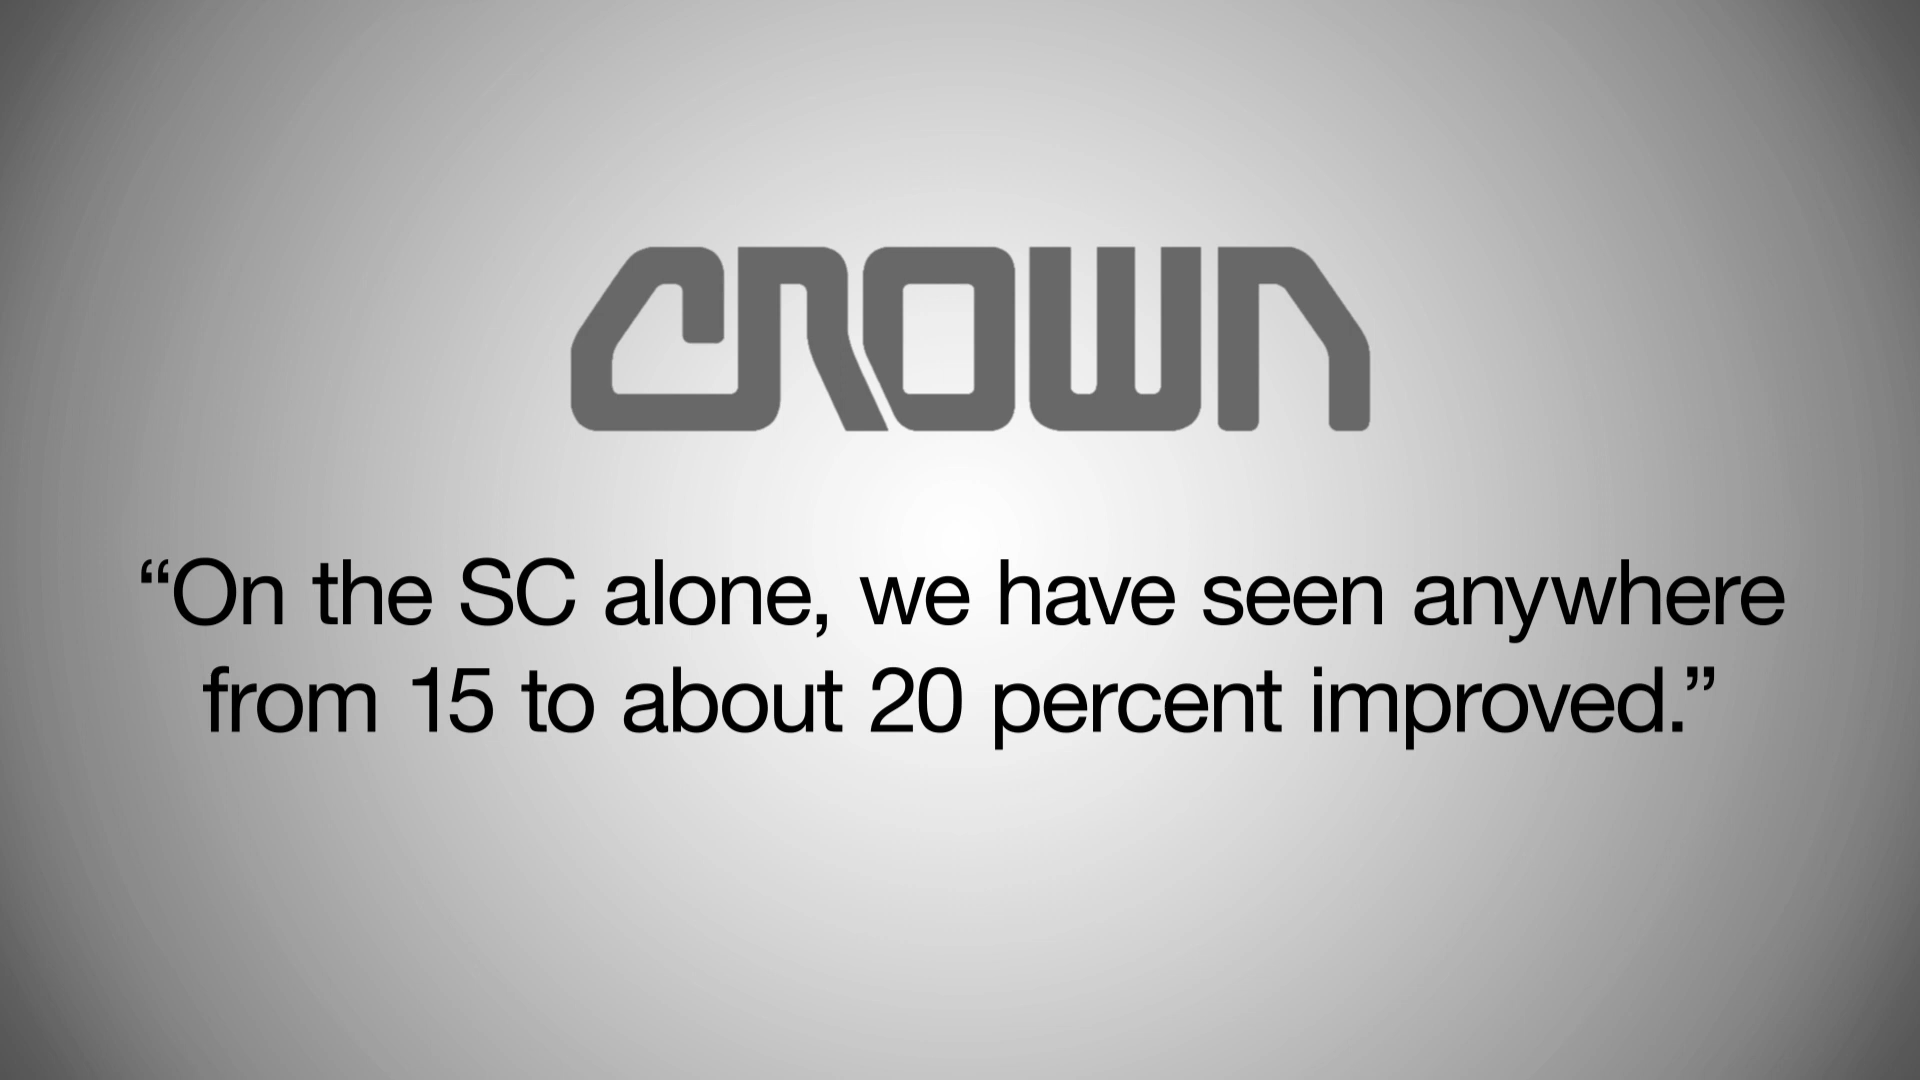 CROWN
“On the SC alone, we have seen anywhere
from 15 to about 20 percent improved.”